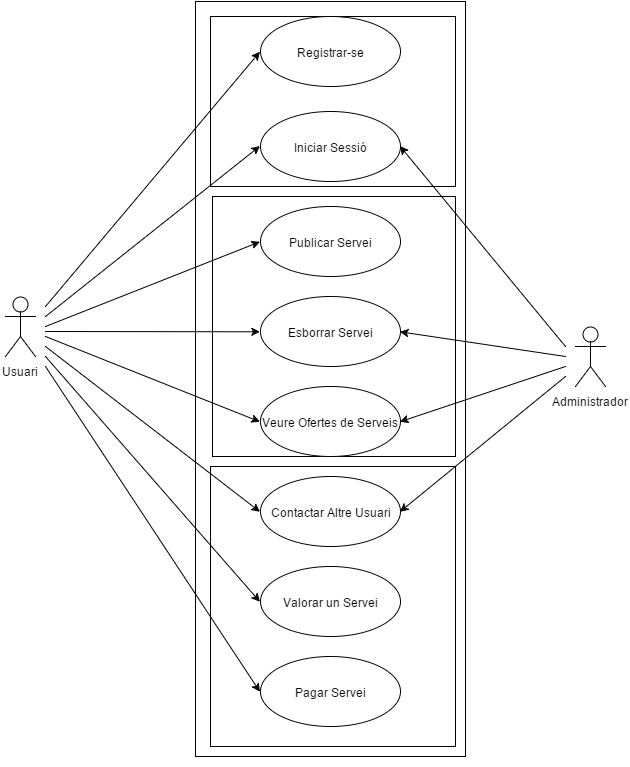 Registrar-se
Iniciar Sessió
Publicar Servei
Esborrar Servei
Veure Ofertes de Serveis
Contactar Altre Usuari
Valorar un Servei
Pagar Servei
Usuari
Administrador